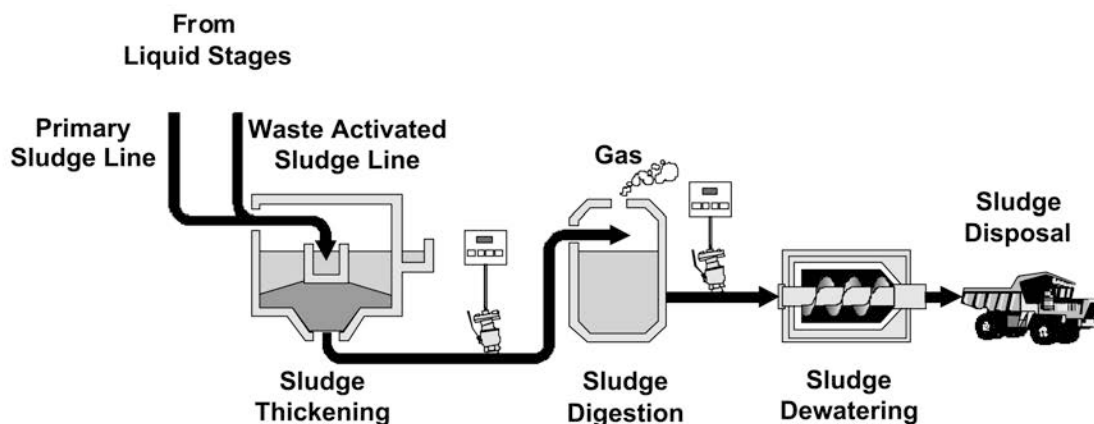 From
Liquid Stages
Primary
Sludge Line
Waste Activated
Sludge Line
Gas
Sludge
Disposal
Sludge
Thickening
Sludge
Digestion
Sludge
Dewatering